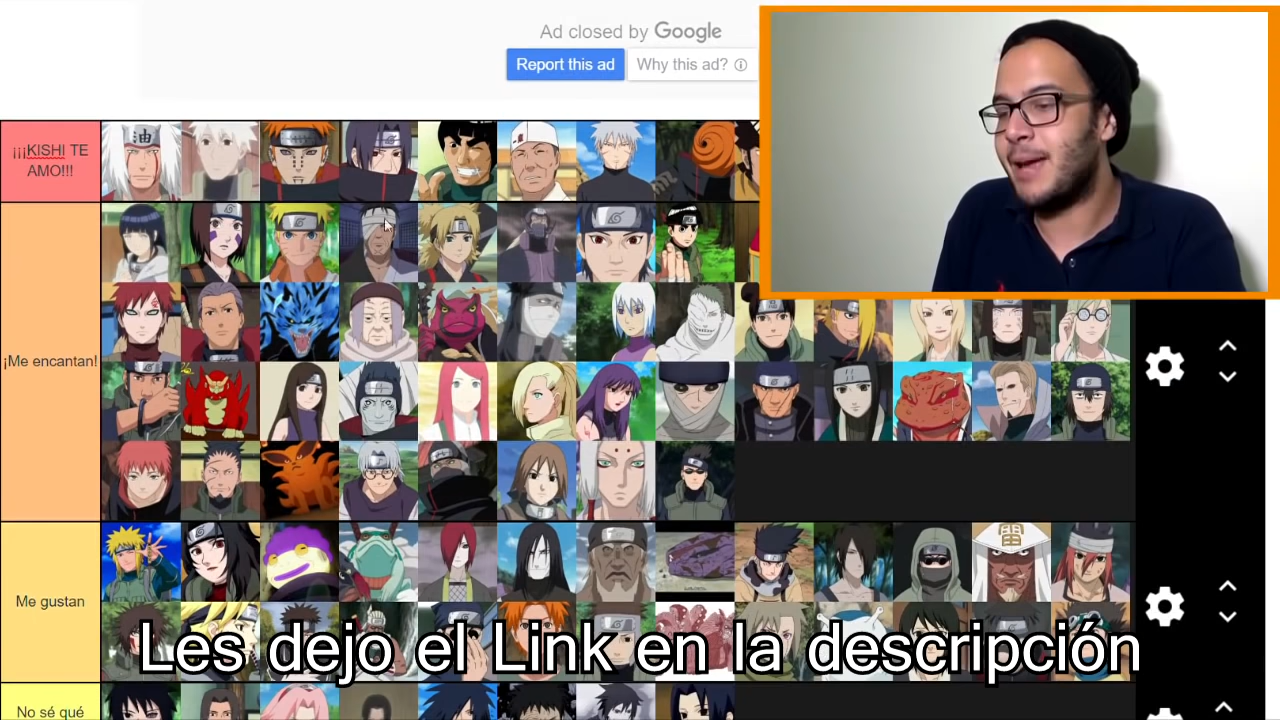 Ad closed by Google
Report this ad
Why this ad?
¡¡¡KISHI TE
AMO!!!
油
¡Me encantan!
Me gustan
Les dejo el Link en la descripción
No sé qué